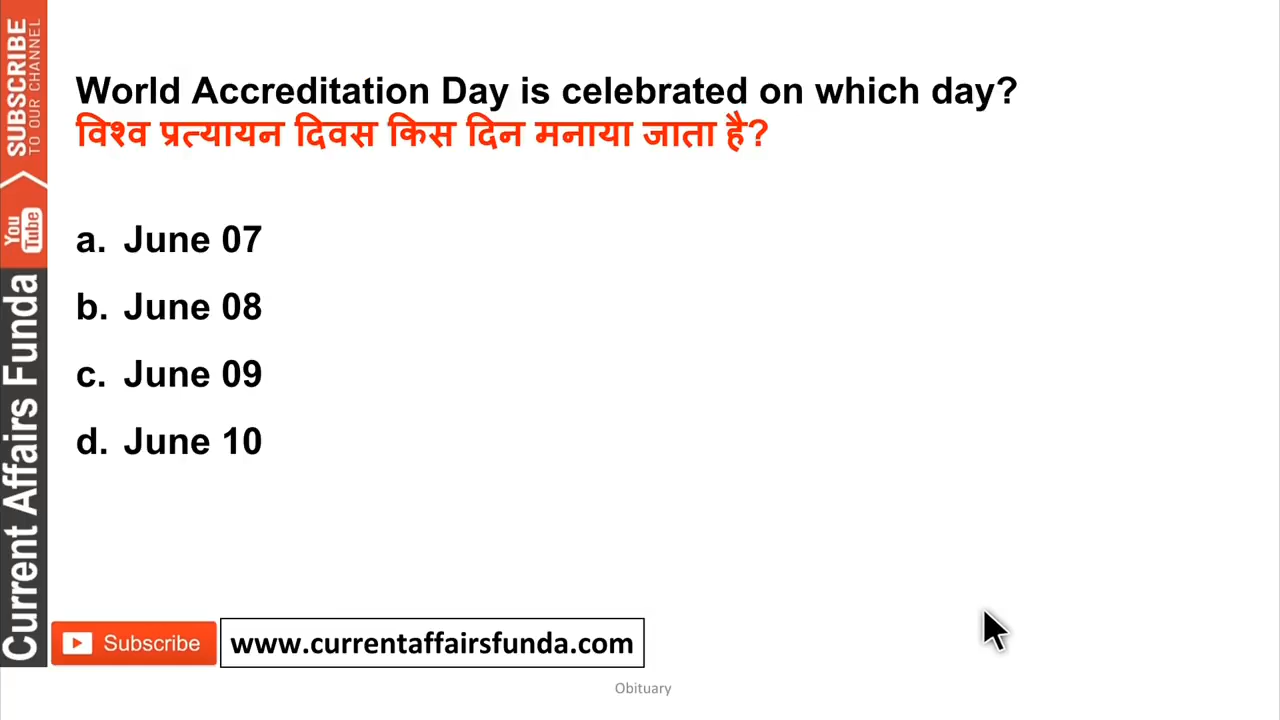 World Accreditation Day is celebrated on which day?
विश्व प्रत्यायन दिवस किस दिन मनाया जाता है?
a. June 07
b. June 08
c. June 09
d. June 10
SUBSCRIBE
TO OUR CHANNEL
You
Tube
Current Affairs Funda
Subscribe
www.currentaffairsfunda.com
Obituary